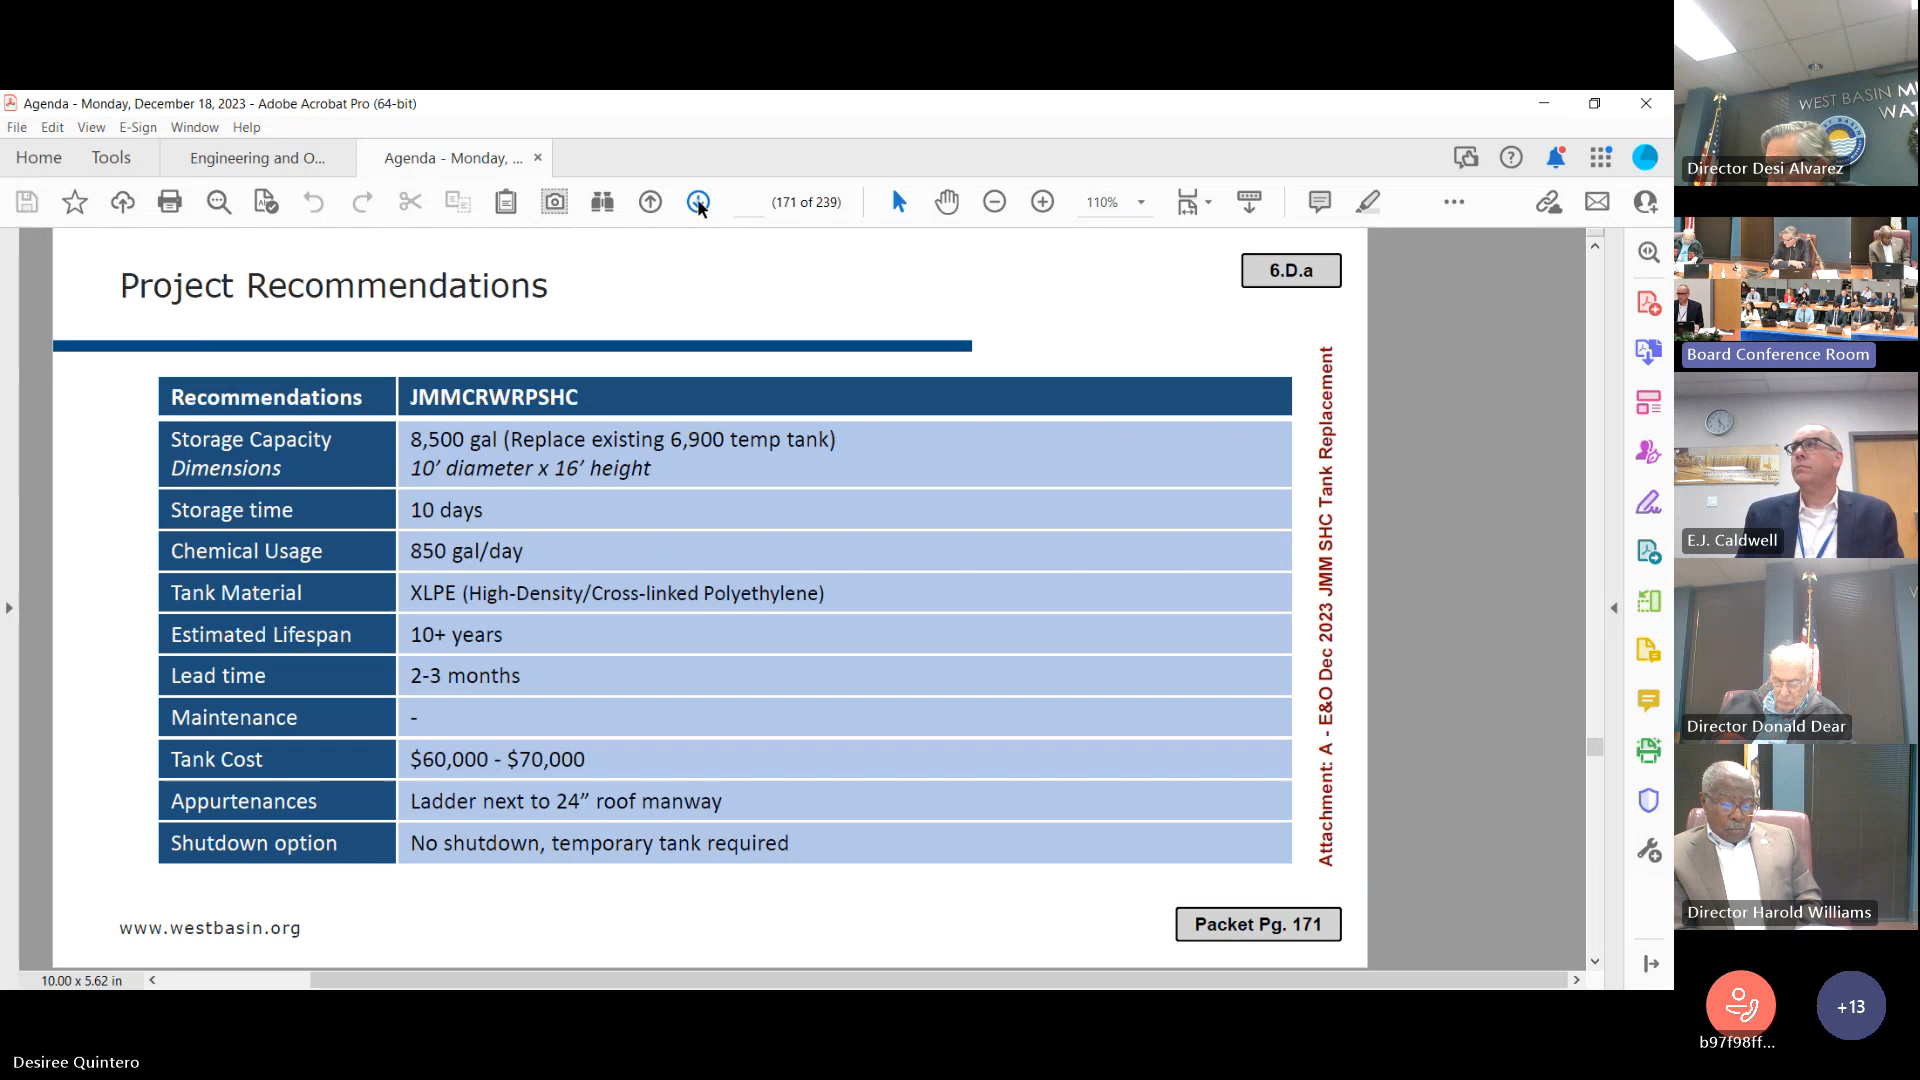 Agenda - Monday, December 18, 2023 - Adobe Acrobat Pro (64-bit)
File Edit View E-Sign Window Help
Home Tools Engineering and O... Agenda - Monday, ... ×
(171 of 239) 110%
Project Recommendations
6.D.a
Recommendations JMMCRWRPSHC
Storage Capacity 8,500 gal (Replace existing 6,900 temp tank)
Dimensions 10’ diameter x 16’ height
Storage time 10 days
Chemical Usage 850 gal/day
Tank Material XLPE (High-Density/Cross-linked Polyethylene)
Estimated Lifespan 10+ years
Lead time 2-3 months
Maintenance -
Tank Cost $60,000 - $70,000
Appurtenances Ladder next to 24” roof manway
Shutdown option No shutdown, temporary tank required
Attachment: A - E&O Dec 2023 JMM SHC Tank Replacement
www.westbasin.org
Packet Pg. 171
10.00 x 5.62 in
Desiree Quintero
WEST BASIN
Director Desi Alvarez
Board Conference Room
E.J. Caldwell
Director Donald Dear
Director Harold Williams
b97f98ff...
+13